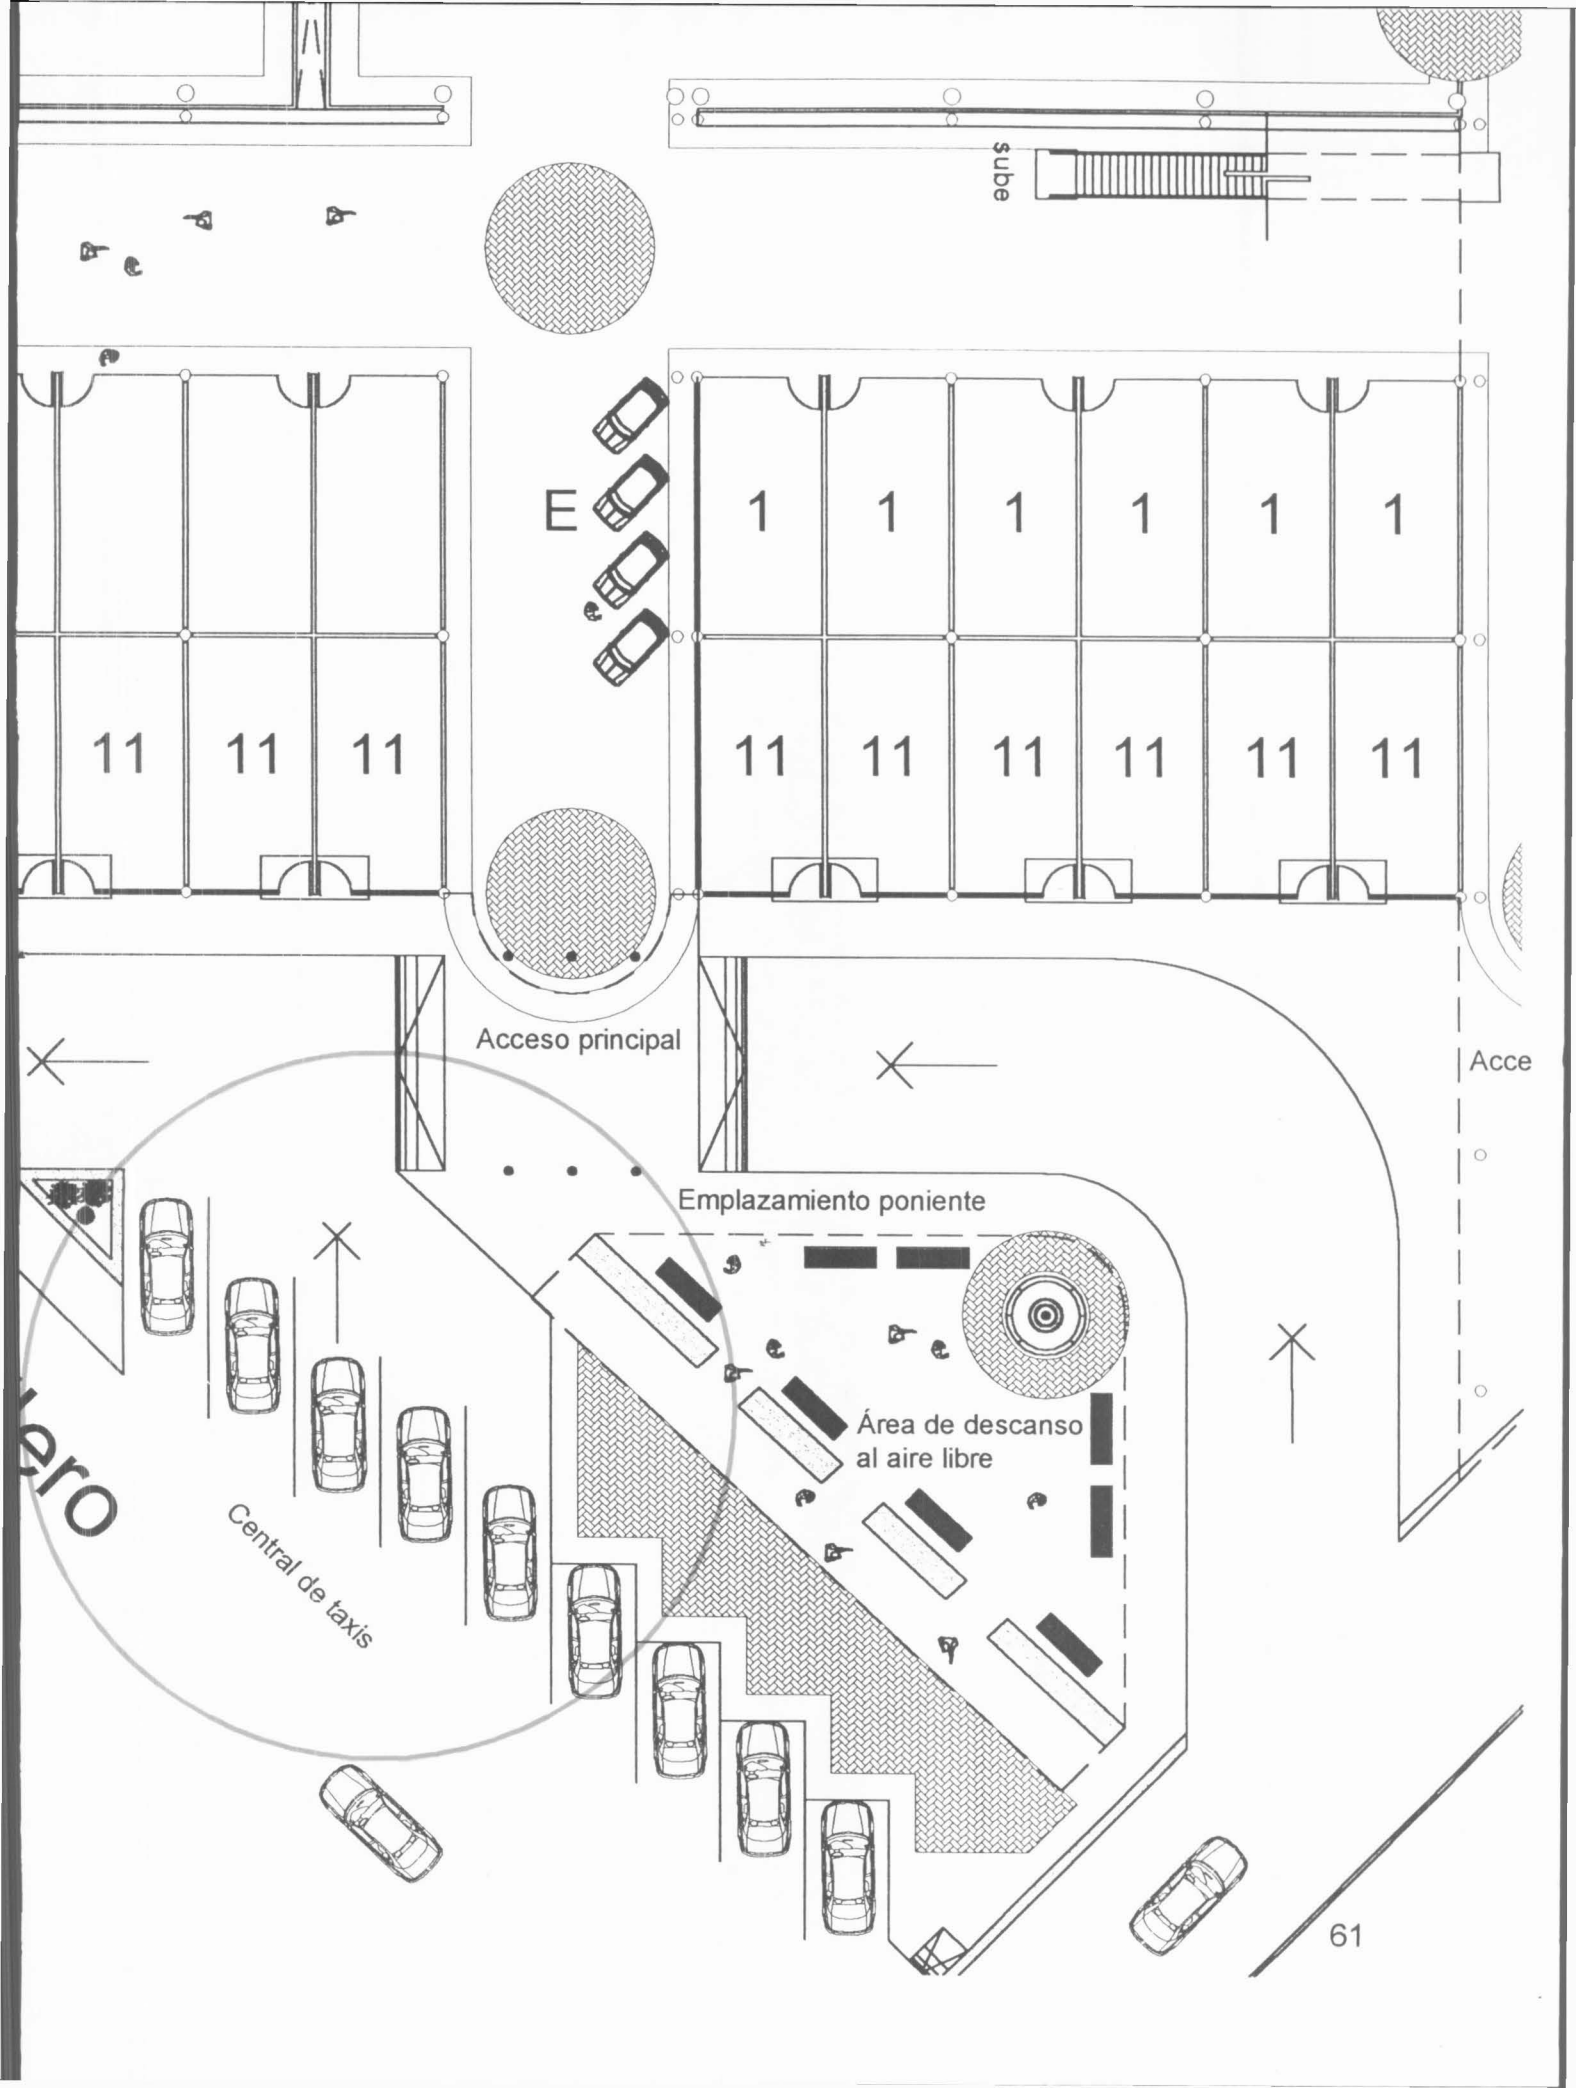 sube
E
1 1 1 1 1 1
11 11 11 11 11 11 11 11 11
Acceso principal
Acce
Emplazamiento poniente
Área de descanso
al aire libre
ero
Central de taxis
61